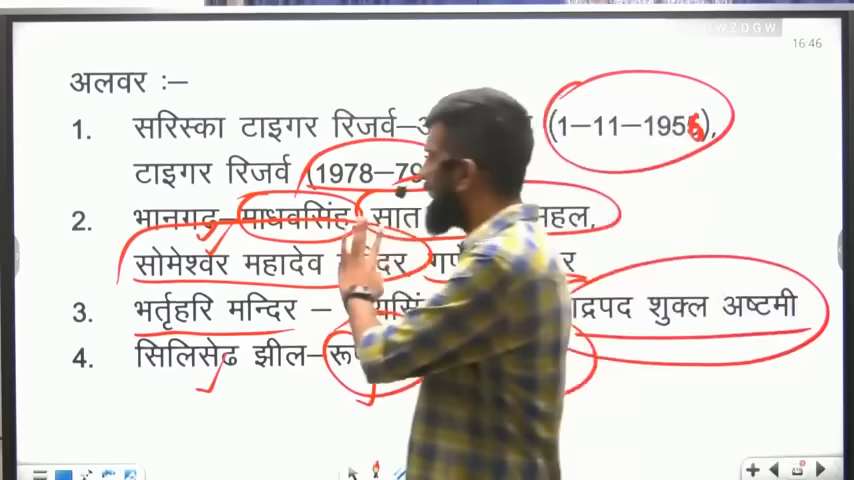 GWZDGW
16:46
अलवर :–
1. सरिस्का टाइगर रिजर्व– (1–11–1955),
टाइगर रिजर्व (1978–79
2. भानगढ़–माधवसिंह, सात महल,
सोमेश्वर महादेव
3. भर्तृहरि मन्दिर – भाद्रपद शुक्ल अष्टमी
4. सिलिसेढ झील–